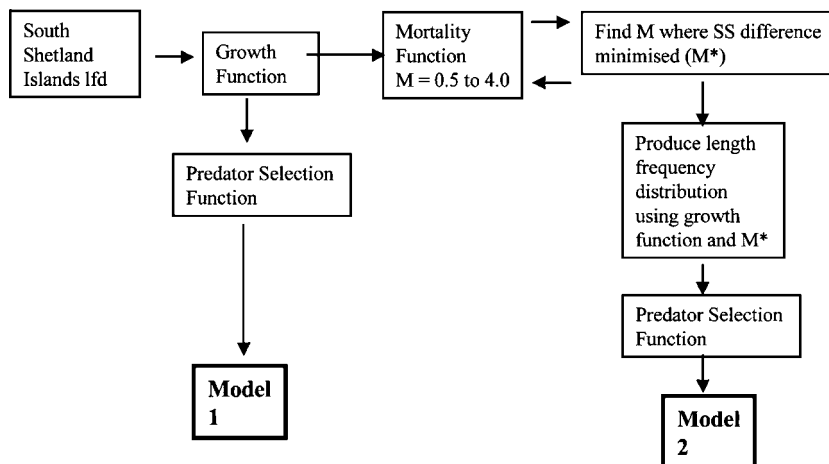 South
Shetland
Islands lfd
Growth
Function
Mortality
Function
M = 0.5 to 4.0
Find M where SS difference
minimised (M*)
Predator Selection
Function
Produce length
frequency
distribution
using growth
function and M*
Predator Selection
Function
Model
1
Model
2